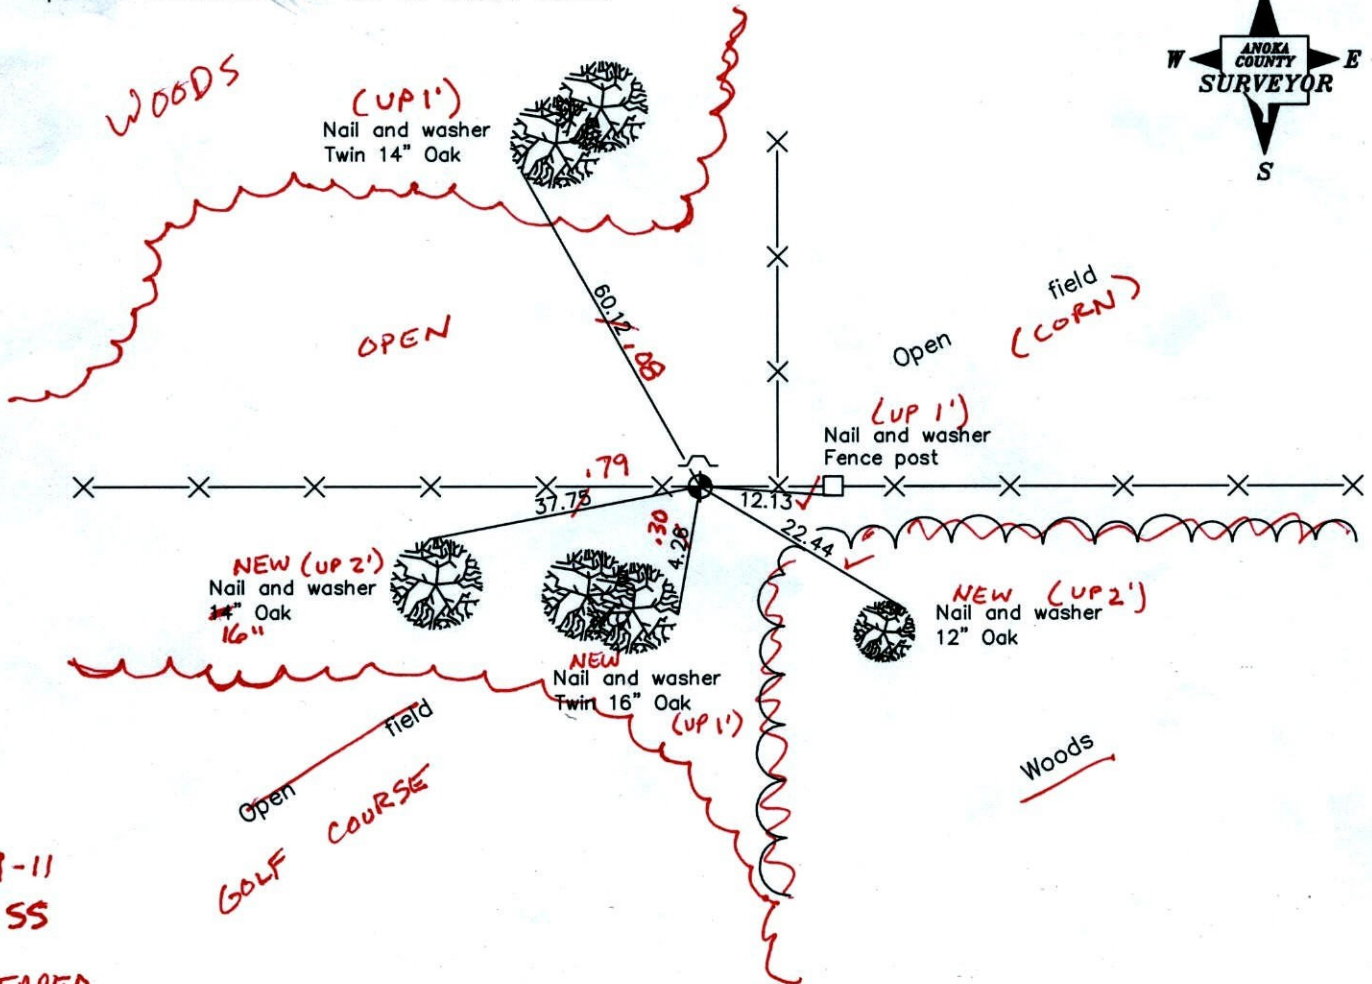 WOODS
(UP 1')
Nail and washer
Twin 14" Oak
W
ANOKA
COUNTY
SURVEYOR
E
S
60.12
.08
OPEN
Open field
(CORN)
(UP 1')
Nail and washer
Fence post
.79
37.75
12.13
22.44
.30
4.28
NEW (UP 2')
Nail and washer
14" Oak
16"
NEW
Nail and washer
Twin 16" Oak
(UP 1')
NEW (UP 2')
Nail and washer
12" Oak
Open field
GOLF COURSE
Woods
-11
SS